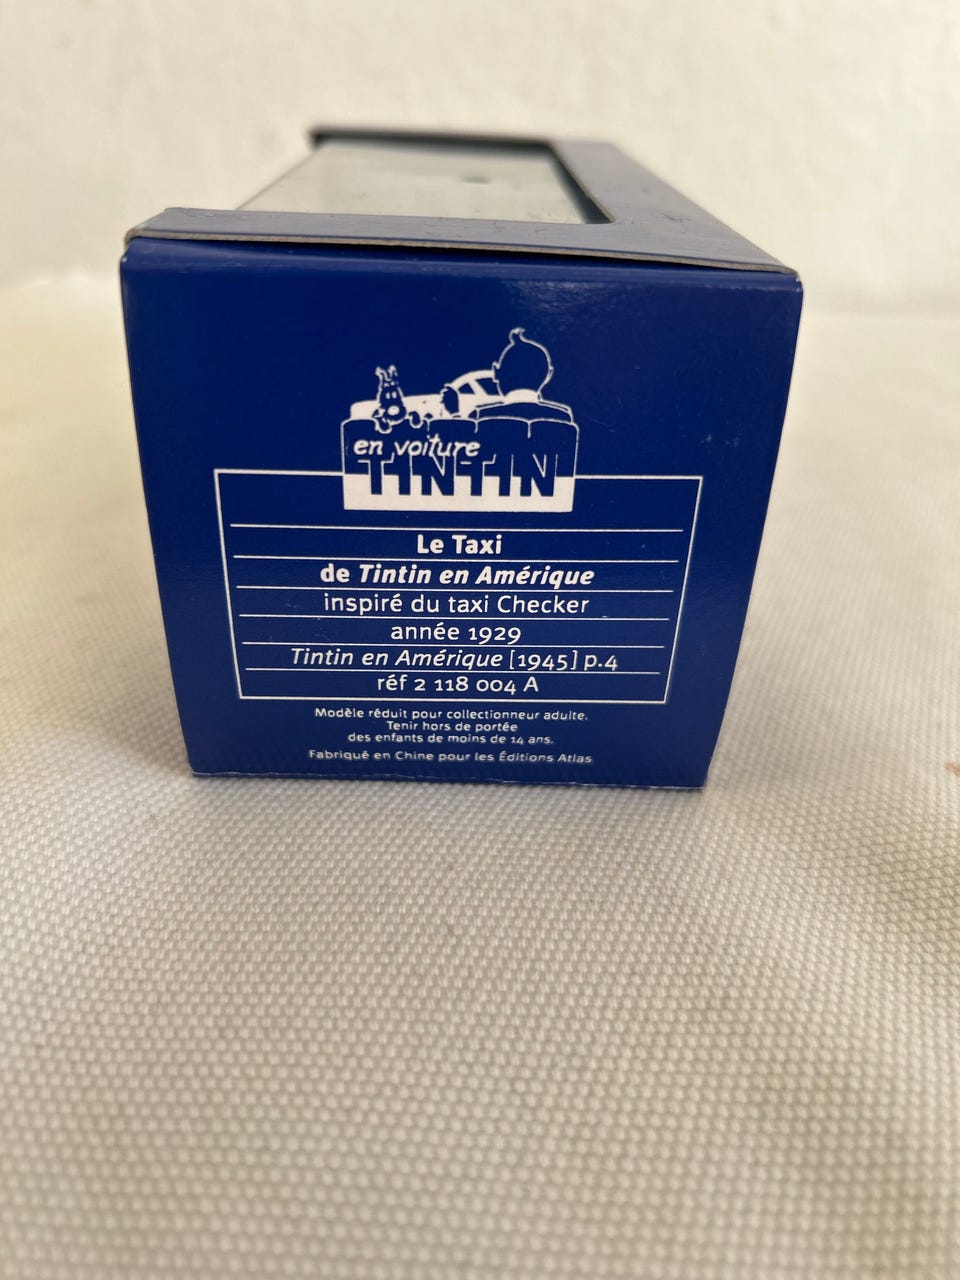 en voiture
TINTIN
Le Taxi
de Tintin en Amérique
inspiré du taxi Checker
année 1929
Tintin en Amérique [1945] p.4
réf 2 118 004 A
Modèle réduit pour collectionneur adulte.
Tenir hors de portée
des enfants de moins de 14 ans.
Fabriqué en Chine pour les Éditions Atlas